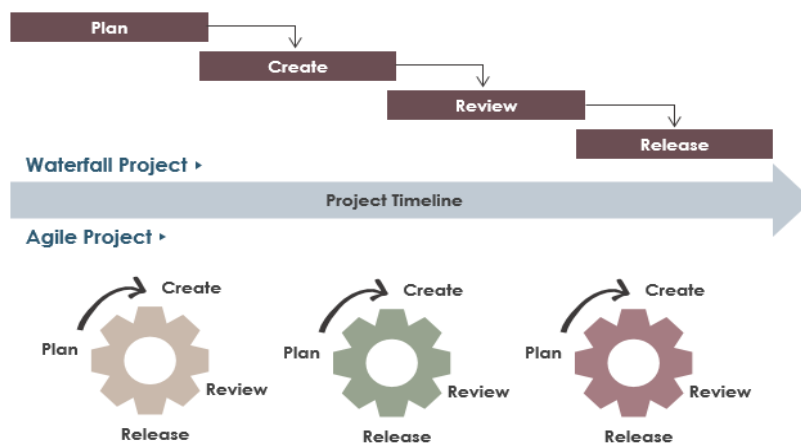 Plan
Create
Review
Release
Waterfall Project ▸
Project Timeline
Agile Project ▸
Create
Plan
Review
Release
Create
Plan
Review
Release
Create
Plan
Review
Release